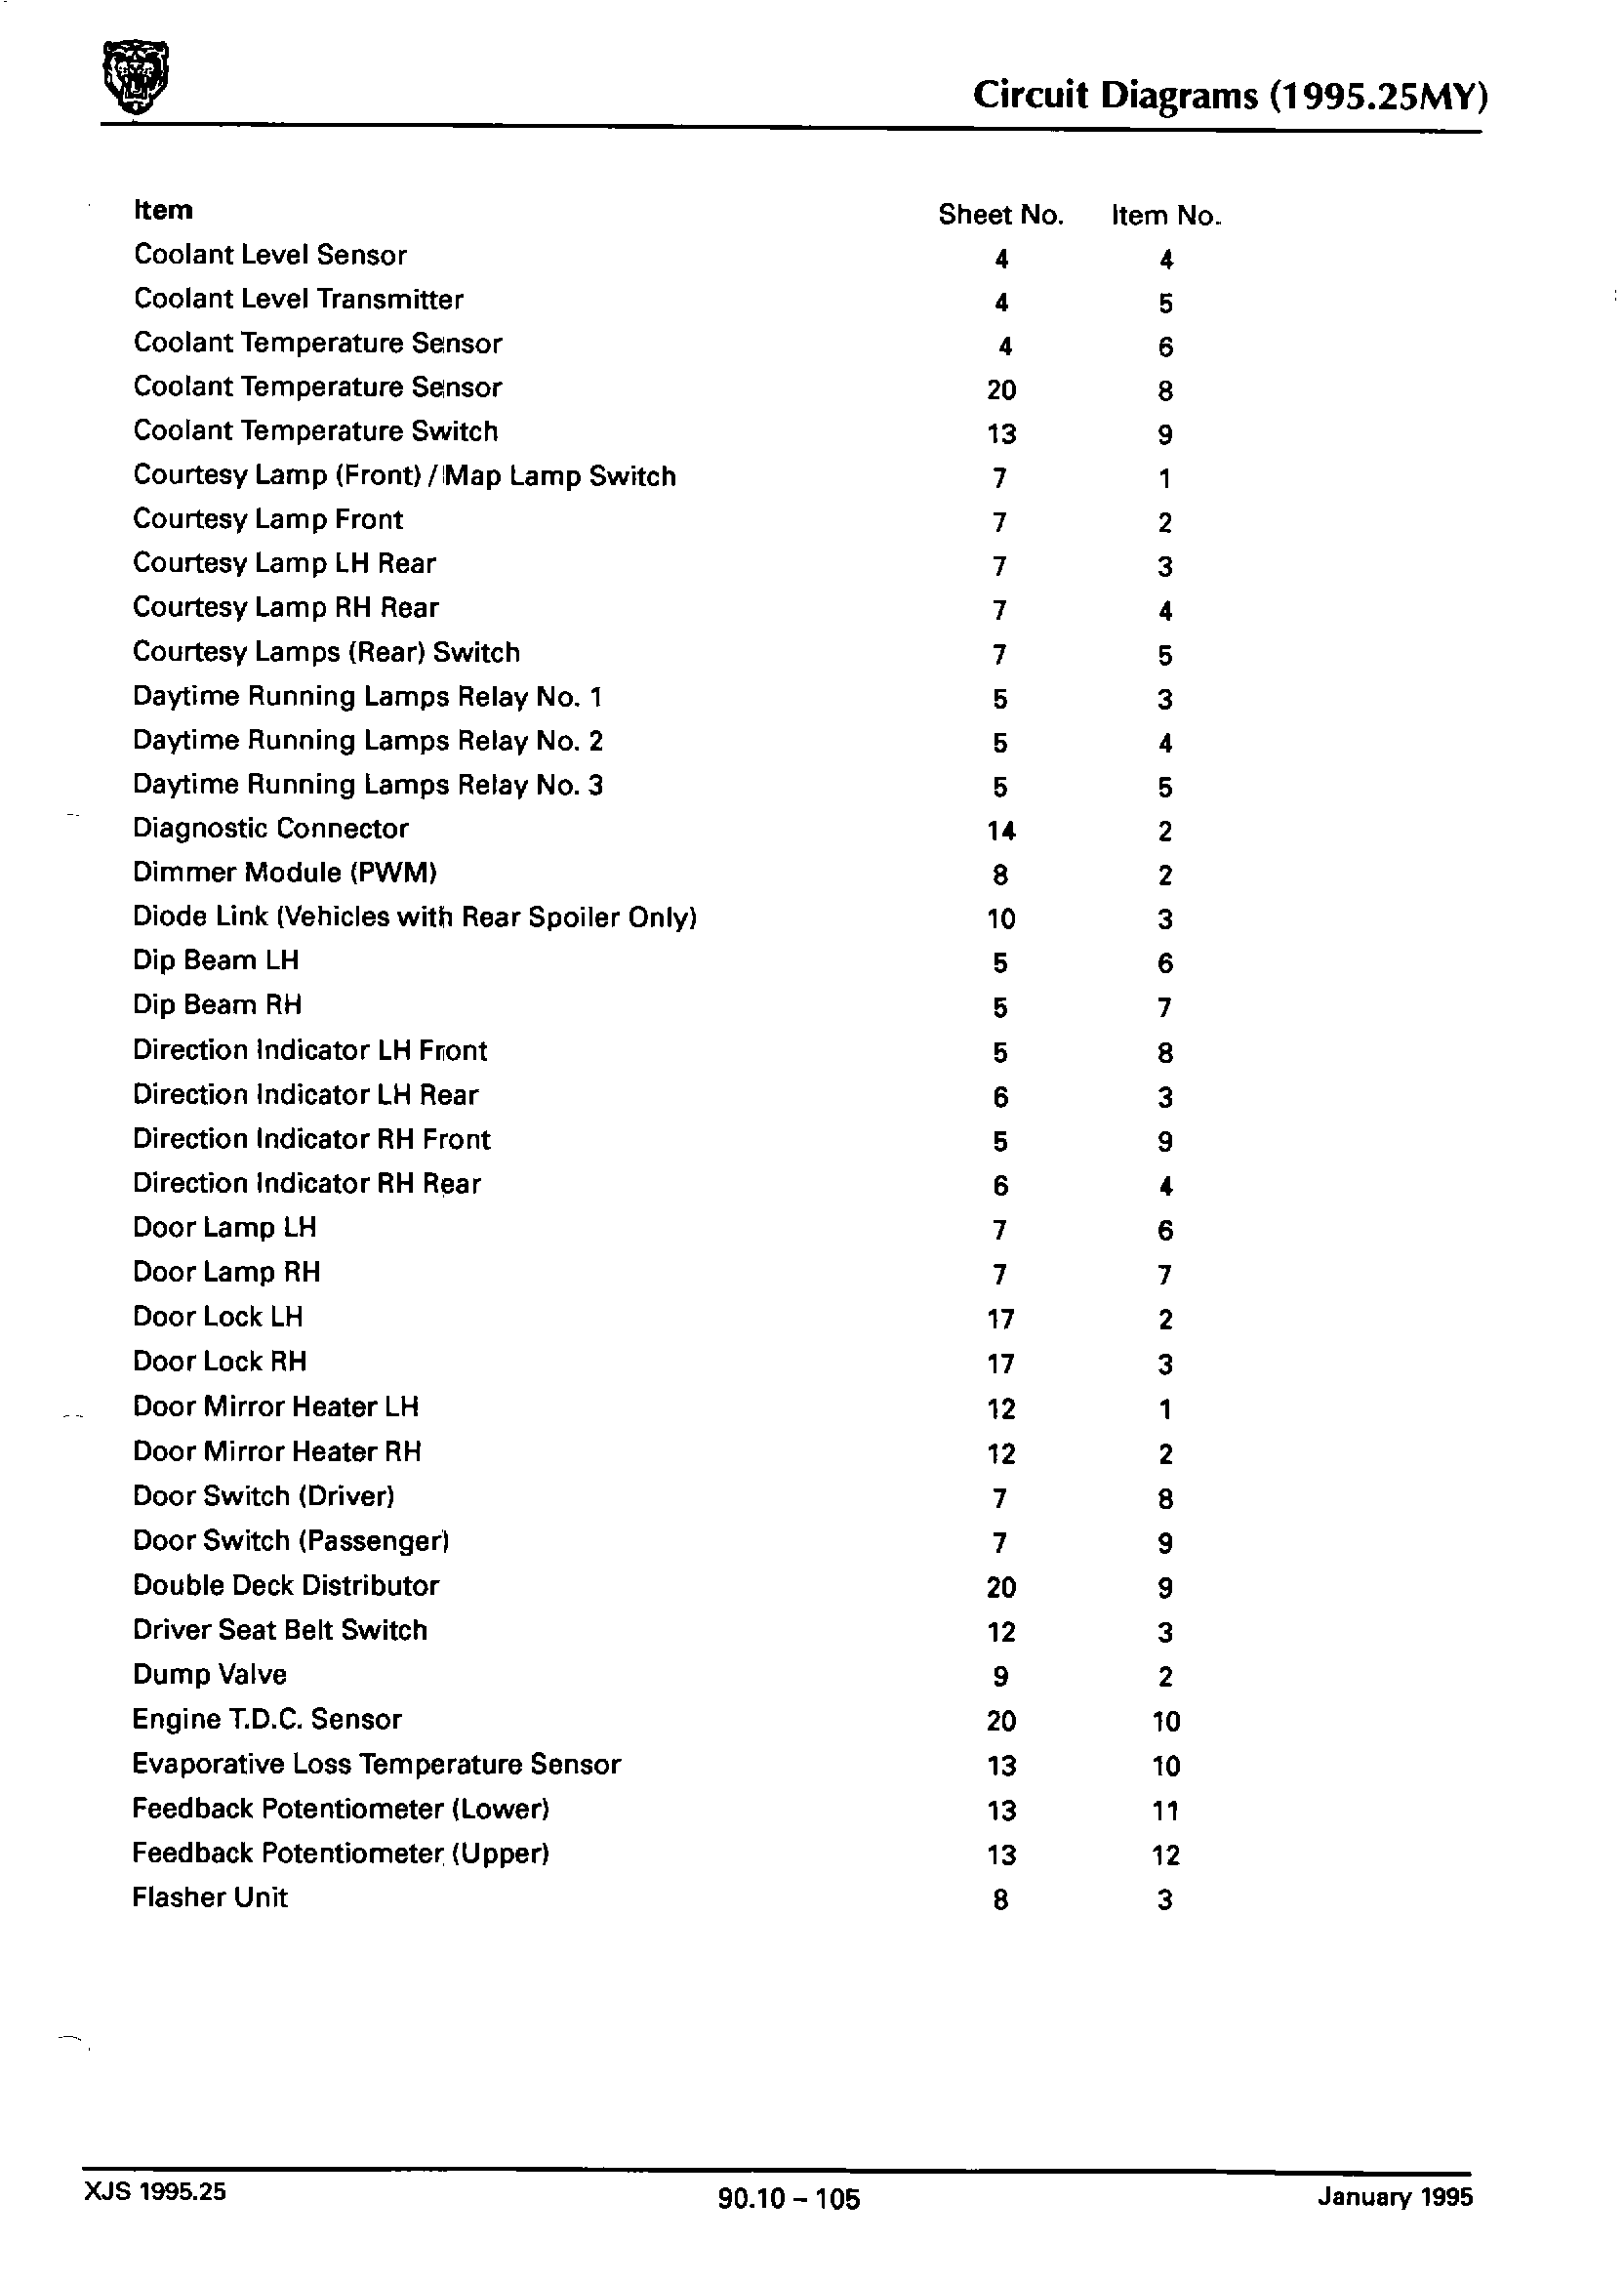 Circuit Diagrams (1995.25MY)
Item Sheet No. Item No.
Coolant Level Sensor 4 4
Coolant Level Transmitter 4 5
Coolant Temperature Sensor 4 6
Coolant Temperature Sensor 20 8
Coolant Temperature Switch 13 9
Courtesy Lamp (Front) / Map Lamp Switch 7 1
Courtesy Lamp Front 7 2
Courtesy Lamp LH Rear 7 3
Courtesy Lamp RH Rear 7 4
Courtesy Lamps (Rear) Switch 7 5
Daytime Running Lamps Relay No. 1 5 3
Daytime Running Lamps Relay No. 2 5 4
Daytime Running Lamps Relay No. 3 5 5
Diagnostic Connector 14 2
Dimmer Module (PWM) 8 2
Diode Link (Vehicles with Rear Spoiler Only) 10 3
Dip Beam LH 5 6
Dip Beam RH 5 7
Direction Indicator LH Front 5 8
Direction Indicator LH Rear 6 3
Direction Indicator RH Front 5 9
Direction Indicator RH Rear 6 4
Door Lamp LH 7 6
Door Lamp RH 7 7
Door Lock LH 17 2
Door Lock RH 17 3
Door Mirror Heater LH 12 1
Door Mirror Heater RH 12 2
Door Switch (Driver) 7 8
Door Switch (Passenger) 7 9
Double Deck Distributor 20 9
Driver Seat Belt Switch 12 3
Dump Valve 9 2
Engine T.D.C. Sensor 20 10
Evaporative Loss Temperature Sensor 13 10
Feedback Potentiometer (Lower) 13 11
Feedback Potentiometer (Upper) 13 12
Flasher Unit 8 3
XJS 1995.25 90.10 – 105 January 1995